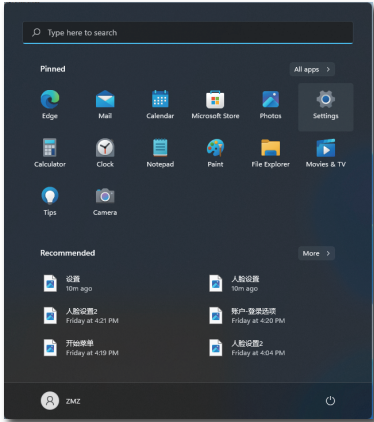 Type here to search
Pinned
All apps >
Edge Mail Calendar Microsoft Store Photos Settings
Calculator Clock Notepad Paint File Explorer Movies & TV
Tips Camera
Recommended
More >
设置 人脸设置
10m ago 10m ago
人脸设置2 账户-登录选项
Friday at 4:21 PM Friday at 4:20 PM
开始菜单 人脸设置2
Friday at 4:19 PM Friday at 4:04 PM
ZMZ